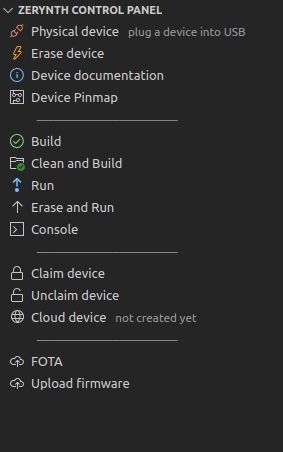 ZERYNTH CONTROL PANEL
Physical device plug a device into USB
Erase device
Device documentation
Device Pinmap
Build
Clean and Build
Run
Erase and Run
Console
Claim device
Unclaim device
Cloud device not created yet
FOTA
Upload firmware